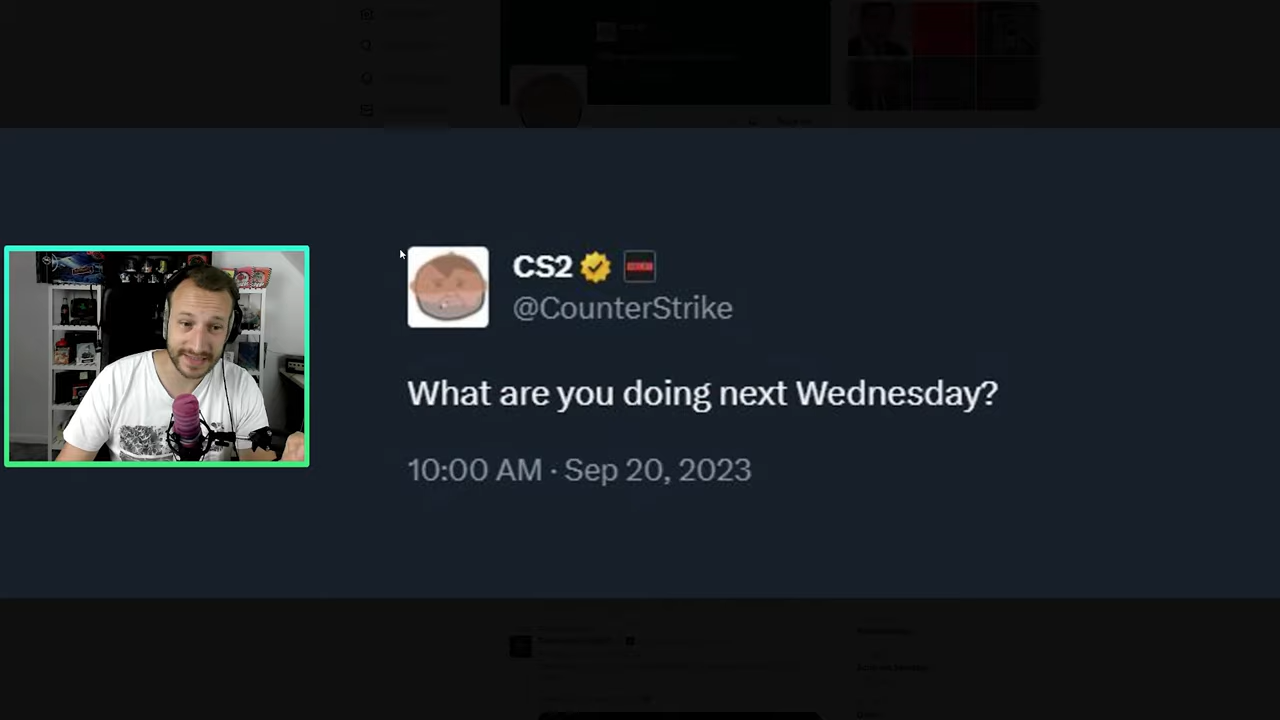 CS2
@CounterStrike
What are you doing next Wednesday?
10:00 AM · Sep 20, 2023